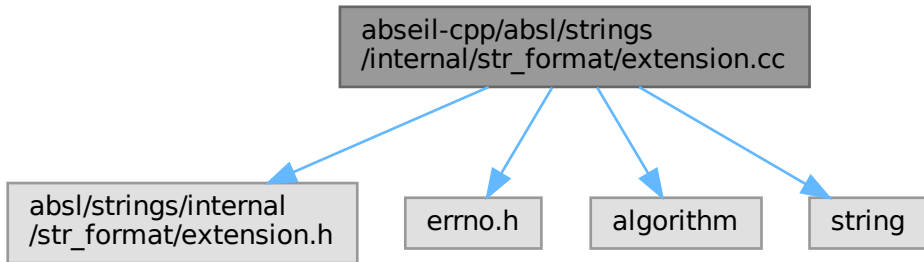 abseil-cpp/absl/strings
/internal/str_format/extension.cc
absl/strings/internal
/str_format/extension.h
errno.h
algorithm
string